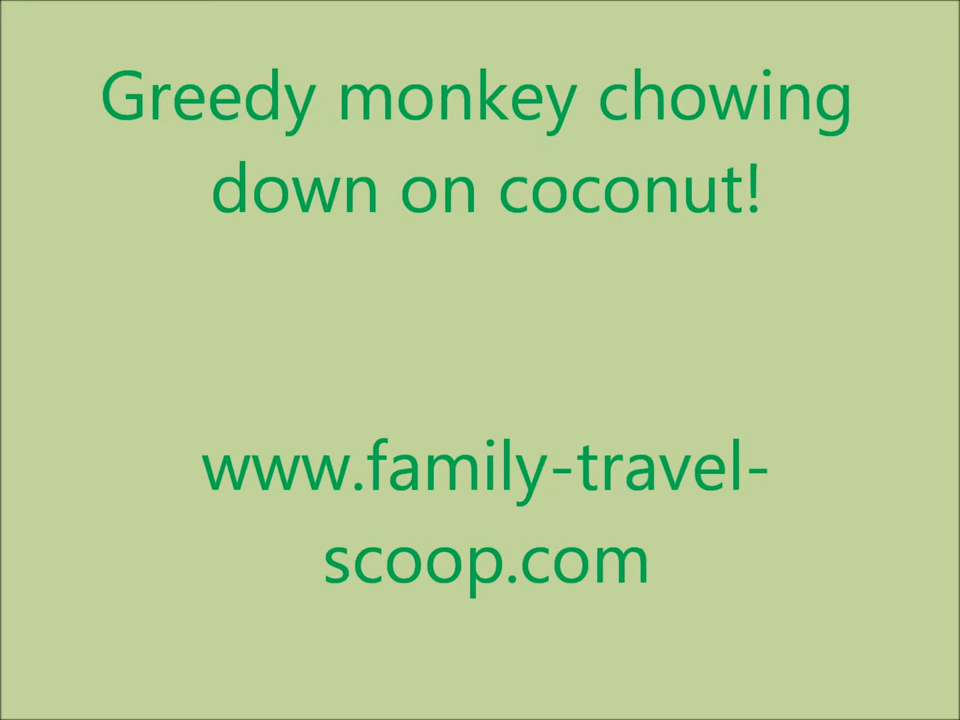 Greedy monkey chowing
down on coconut!
www.family-travel-
scoop.com